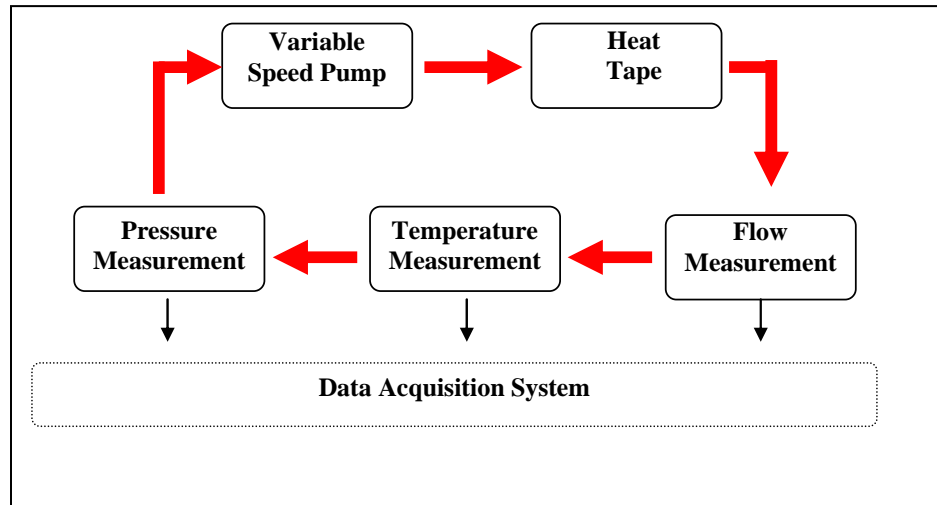 Variable
Speed Pump
Heat
Tape
Pressure
Measurement
Temperature
Measurement
Flow
Measurement
Data Acquisition System